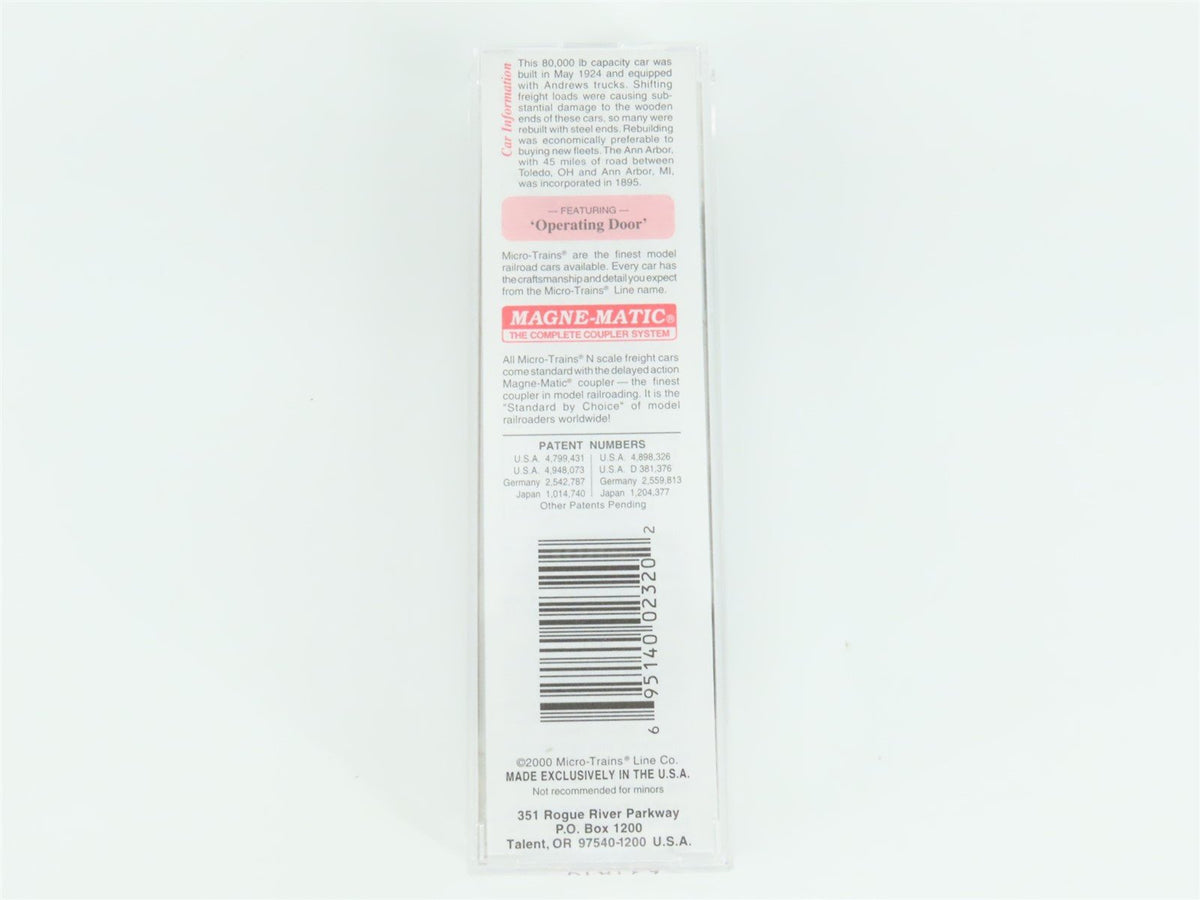 Car Information
This 80,000 lb capacity car was
built in May 1924 and equipped
with Andrews trucks. Shifting
freight loads were causing sub-
stantial damage to the wooden
ends of these cars, so many were
rebuilt with steel ends. Rebuilding
was economically preferable to
buying new fleets. The Ann Arbor,
with 45 miles of road between
Toledo, OH and Ann Arbor, MI,
was incorporated in 1895.
— FEATURING —
'Operating Door'
Micro-Trains® are the finest model
railroad cars available. Every car has
the craftsmanship and detail you expect
from the Micro-Trains® Line name.
MAGNE-MATIC®
THE COMPLETE COUPLER SYSTEM
All Micro-Trains® N scale freight cars
come standard with the delayed action
Magne-Matic® coupler — the finest
coupler in model railroading. It is the
"Standard by Choice" of model
railroaders worldwide!
PATENT NUMBERS
U.S.A. 4,799,431 U.S.A. 4,898,326
U.S.A. 4,948,073 U.S.A. D 381,376
Germany 2,542,787 Germany 2,559,813
Japan 1,014,740 Japan 1,204,377
Other Patents Pending
6 95140 02320 2
©2000 Micro-Trains® Line Co.
MADE EXCLUSIVELY IN THE U.S.A.
Not recommended for minors
351 Rogue River Parkway
P.O. Box 1200
Talent, OR 97540-1200 U.S.A.